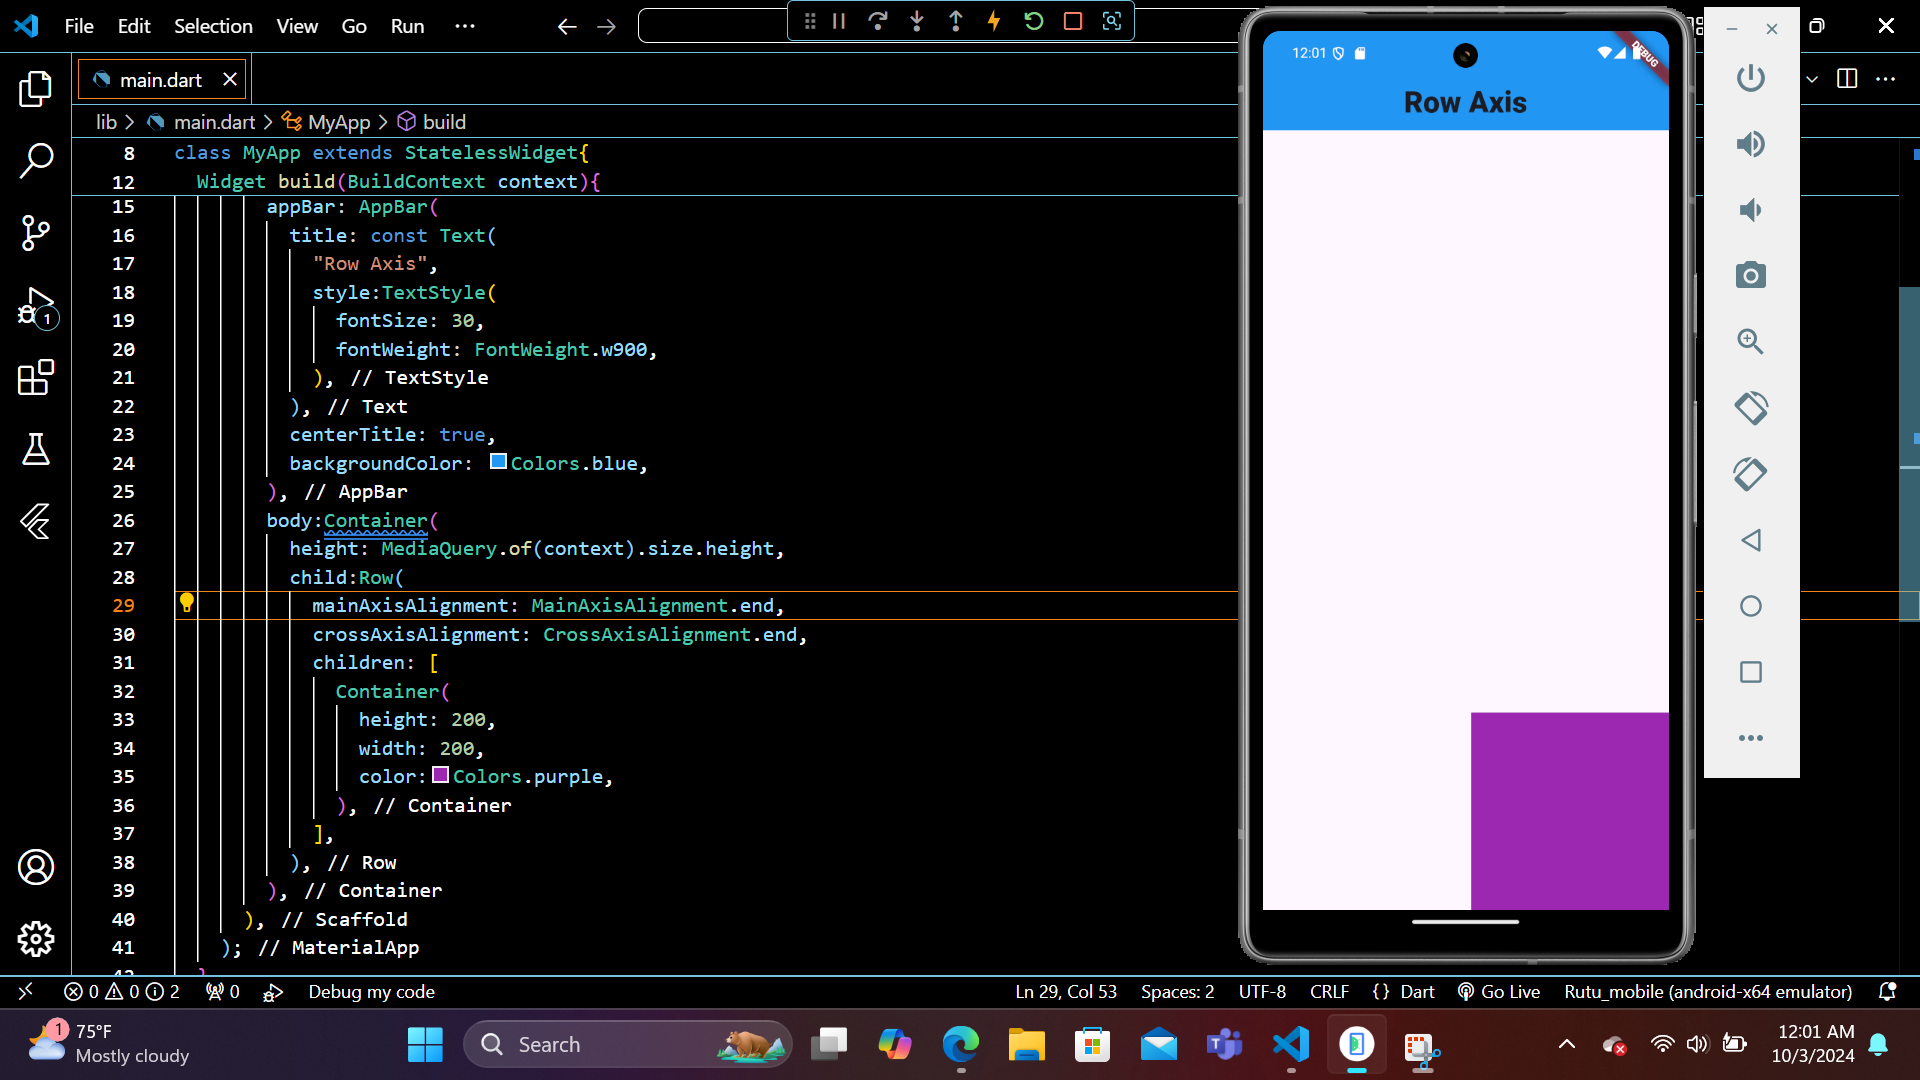 File Edit Selection View Go Run ···
main.dart
lib > main.dart > MyApp > build
8 class MyApp extends StatelessWidget{
12 Widget build(BuildContext context){
15 appBar: AppBar(
16 title: const Text(
17 "Row Axis",
18 style:TextStyle(
19 fontSize: 30,
20 fontWeight: FontWeight.w900,
21 ), // TextStyle
22 ), // Text
23 centerTitle: true,
24 backgroundColor: Colors.blue,
25 ), // AppBar
26 body:Container(
27 height: MediaQuery.of(context).size.height,
28 child:Row(
29 mainAxisAlignment: MainAxisAlignment.end,
30 crossAxisAlignment: CrossAxisAlignment.end,
31 children: [
32 Container(
33 height: 200,
34 width: 200,
35 color: Colors.purple,
36 ), // Container
37 ],
38 ), // Row
39 ), // Container
40 ), // Scaffold
41 ); // MaterialApp
42 }
1
12:01
DEBUG
Row Axis
0 0 2 0 Debug my code
Ln 29, Col 53 Spaces: 2 UTF-8 CRLF {} Dart Go Live Rutu_mobile (android-x64 emulator)
1
75°F
Mostly cloudy
Search
12:01 AM
10/3/2024